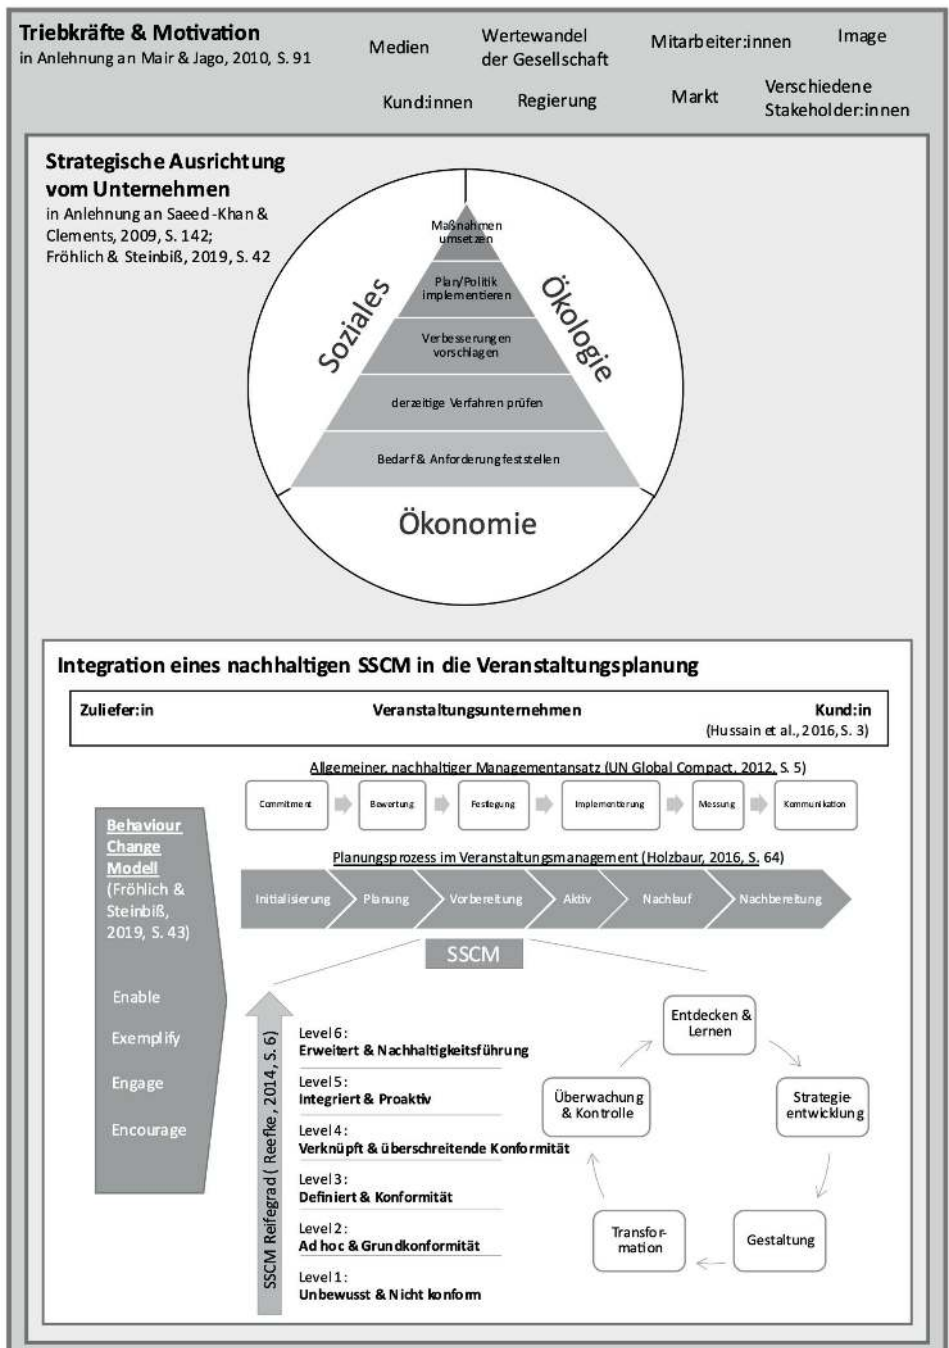 Triebkräfte & Motivation
in Anlehnung an Mair & Jago, 2010, S. 91
Medien
Wertewandel
der Gesellschaft
Mitarbeiter:innen
Image
Kund:innen
Regierung
Markt
Verschiedene
Stakeholder:innen
Strategische Ausrichtung
vom Unternehmen
in Anlehnung an Saeed-Khan &
Clements, 2009, S. 142;
Fröhlich & Steinbiß, 2019, S. 42
Soziales
Ökologie
Ökonomie
Maßnahmen
umsetzen
Plan/Politik
implementieren
Verbesserungen
vorschlagen
derzeitige Verfahren prüfen
Bedarf & Anforderung feststellen
Integration eines nachhaltigen SSCM in die Veranstaltungsplanung
Zuliefer:in
Veranstaltungsunternehmen
Kund:in
(Hussain et al., 2016, S. 3)
Allgemeiner, nachhaltiger Managementansatz (UN Global Compact, 2012, S. 5)
Commitment
Bewertung
Festlegung
Implementierung
Messung
Kommunikation
Behaviour
Change
Modell
(Fröhlich &
Steinbiß,
2019, S. 43)
Enable
Exemplify
Engage
Encourage
Planungsprozess im Veranstaltungsmanagement (Holzbaur, 2016, S. 64)
Initialisierung
Planung
Vorbereitung
Aktiv
Nachlauf
Nachbereitung
SSCM
SSCM Reifegrad ( Reefke, 2014, S. 6)
Level 6:
Erweitert & Nachhaltigkeitsführung
Level 5:
Integriert & Proaktiv
Level 4:
Verknüpft & überschreitende Konformität
Level 3:
Definiert & Konformität
Level 2:
Ad hoc & Grundkonformität
Level 1:
Unbewusst & Nicht konform
Entdecken &
Lernen
Strategie-
entwicklung
Gestaltung
Transfor-
mation
Überwachung
& Kontrolle